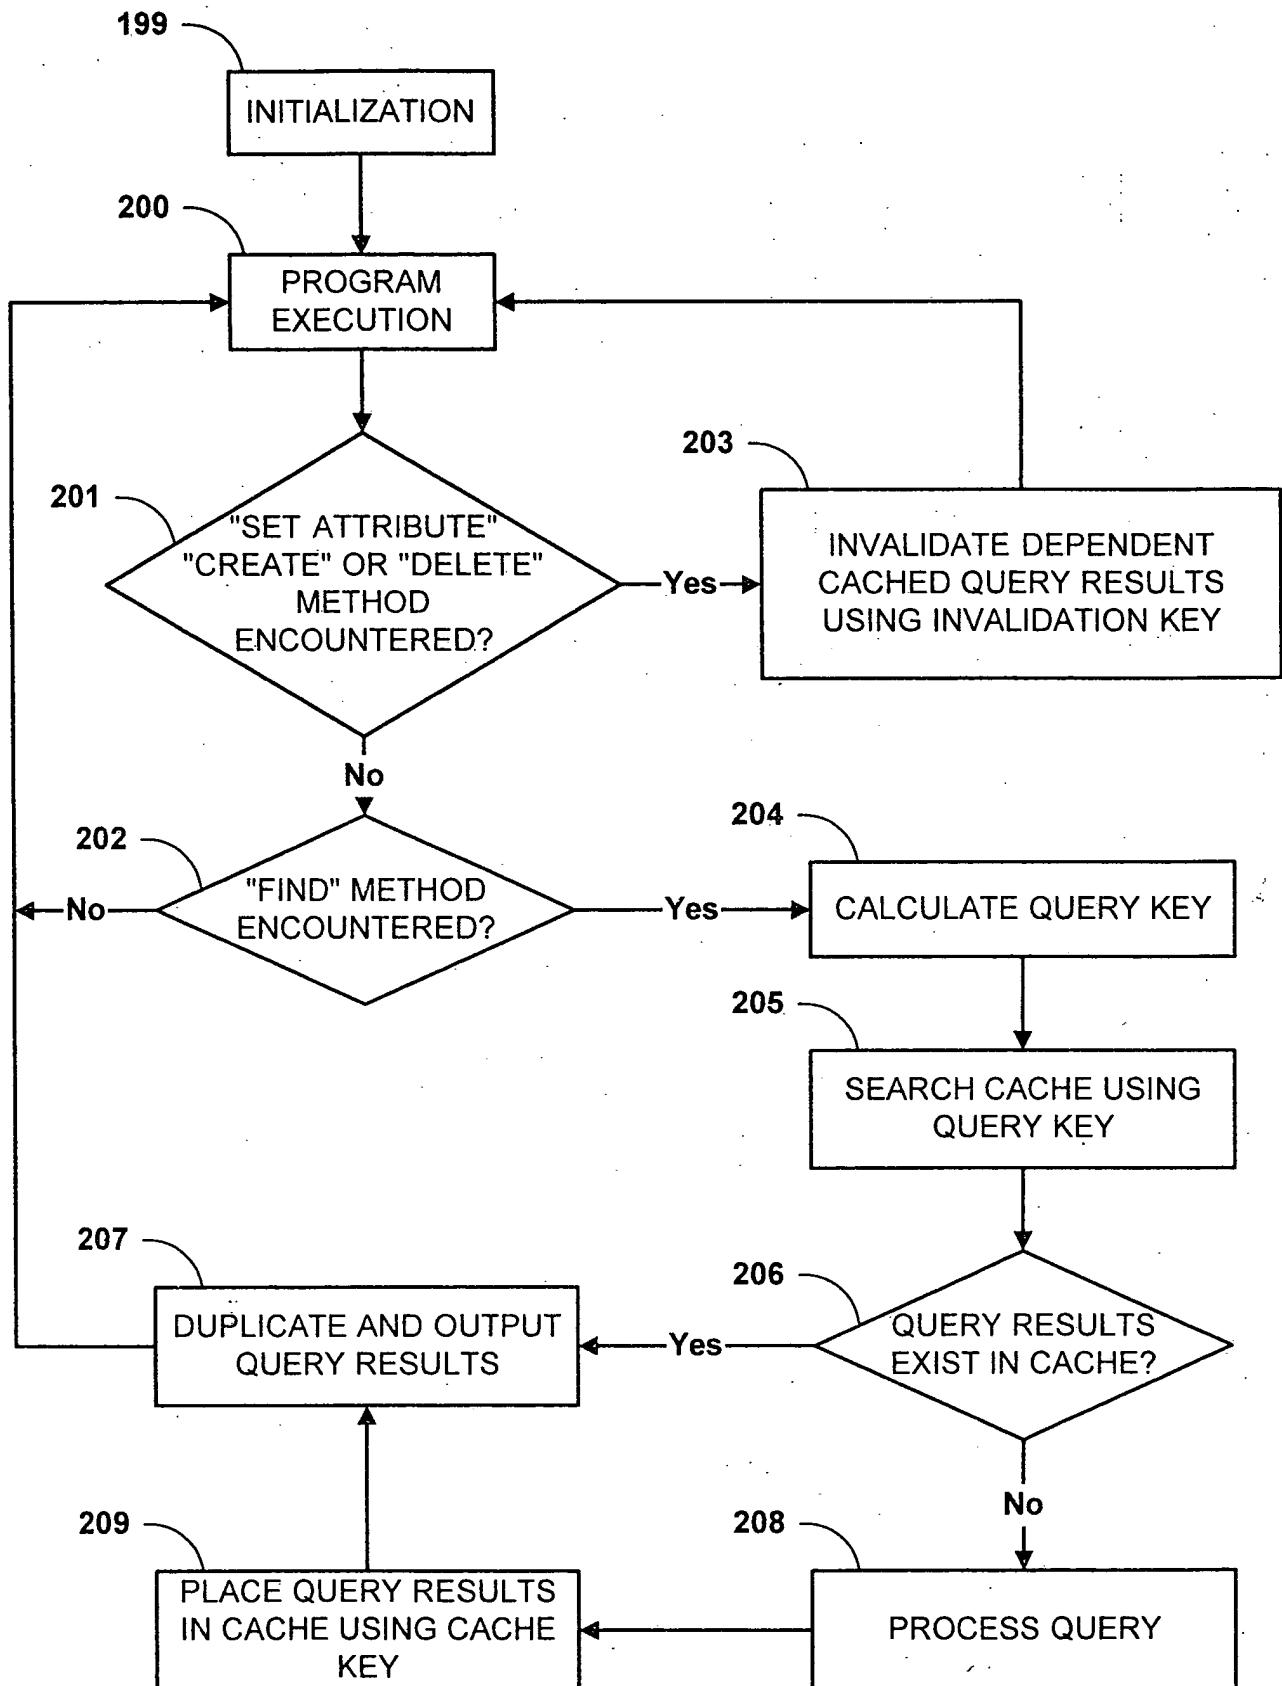 199
INITIALIZATION
200
PROGRAM
EXECUTION
201
"SET ATTRIBUTE"
"CREATE" OR "DELETE"
METHOD
ENCOUNTERED?
Yes
203
INVALIDATE DEPENDENT
CACHED QUERY RESULTS
USING INVALIDATION KEY
No
202
"FIND" METHOD
ENCOUNTERED?
No
Yes
204
CALCULATE QUERY KEY
205
SEARCH CACHE USING
QUERY KEY
206
QUERY RESULTS
EXIST IN CACHE?
Yes
207
DUPLICATE AND OUTPUT
QUERY RESULTS
No
208
PROCESS QUERY
209
PLACE QUERY RESULTS
IN CACHE USING CACHE
KEY